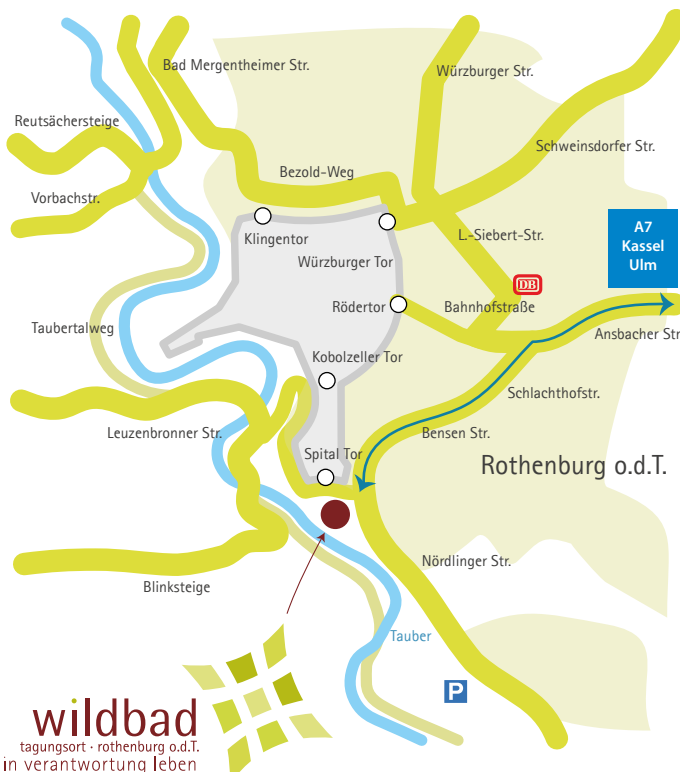 Bad Mergentheimer Str.
Würzburger Str.
Reutsächersteige
Schweinsdorfer Str.
Bezold-Weg
Vorbachstr.
Klingentor
L.-Siebert-Str.
A7
Kassel
Ulm
Würzburger Tor
DB
Rödertor
Bahnhofstraße
Taubertalweg
Ansbacher Str
Kobolzeller Tor
Schlachthofstr.
Leuzenbronner Str.
Bensen Str.
Spital Tor
Rothenburg o.d.T.
Nördlinger Str.
Blinksteige
Tauber
P
wildbad
tagungsort · rothenburg o.d.T.
in verantwortung leben